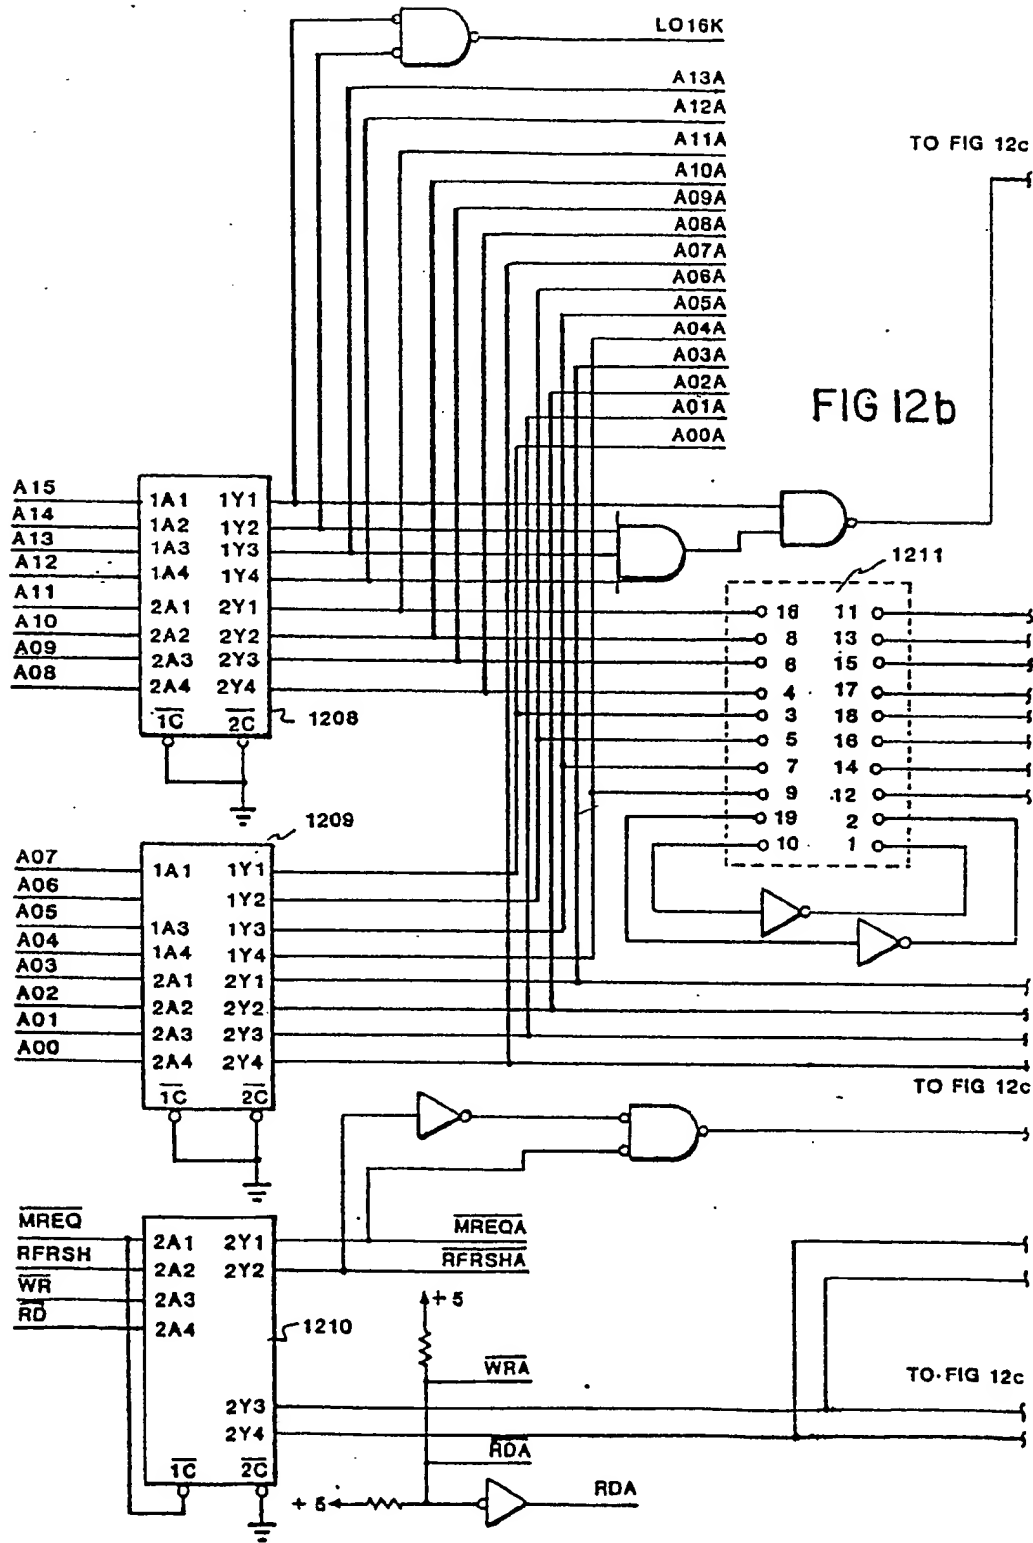 LO16K
A13A
A12A
A11A
A10A
A09A
A08A
A07A
A06A
A05A
A04A
A03A
A02A
A01A
A00A
TO FIG 12c
FIG 12b
A15 1A1 1Y1
A14 1A2 1Y2
A13 1A3 1Y3
A12 1A4 1Y4
A11 2A1 2Y1
A10 2A2 2Y2
A09 2A3 2Y3
A08 2A4 2Y4
1C 2C
1208
1211
18 11
8 13
6 15
4 17
3 18
5 16
7 14
9 12
19 2
10 1
1209
A07 1A1 1Y1
A06 1Y2
A05 1A3 1Y3
A04 1A4 1Y4
A03 2A1 2Y1
A02 2A2 2Y2
A01 2A3 2Y3
A00 2A4 2Y4
1C 2C
TO FIG 12c
MREQ 2A1 2Y1 MREQA
RFRSH 2A2 2Y2 RFRSHA
WR 2A3
RD 2A4
1210
+5
WRA
TO FIG 12c
2Y3
2Y4
RDA
1C 2C
+5
RDA